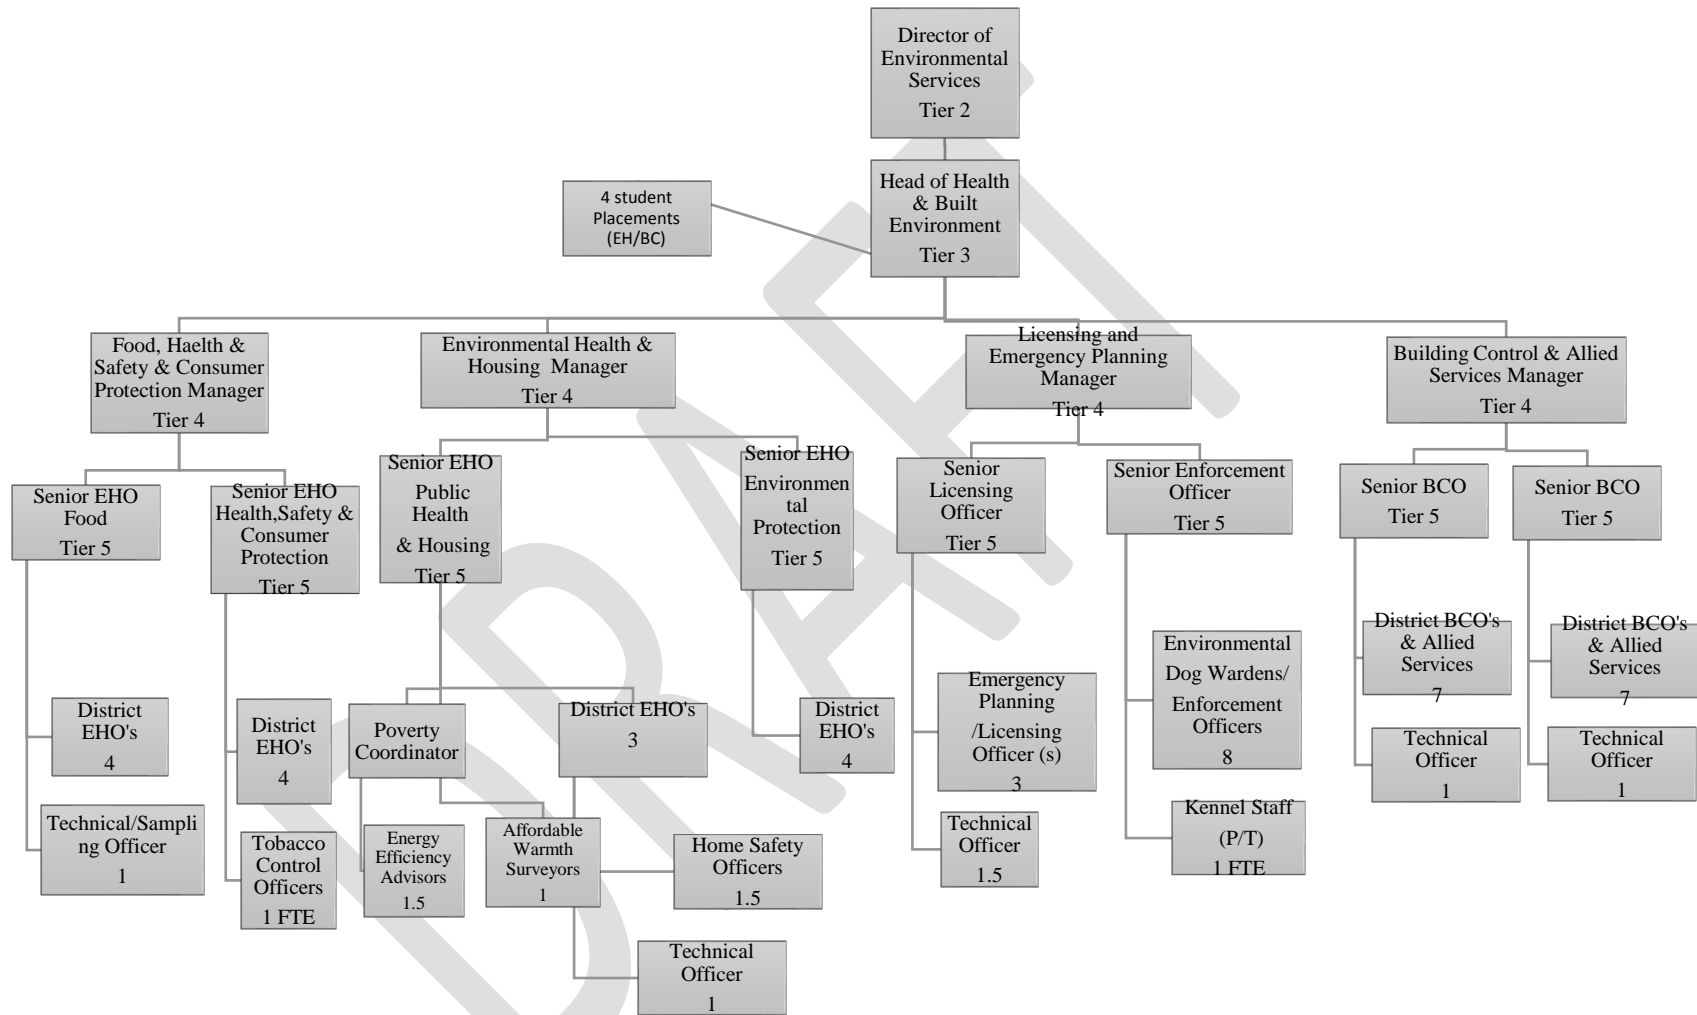 Director of
Environmental
Services
Tier 2
Head of Health
& Built
Environment
Tier 3
4 student
Placements
(EH/BC)
Food, Haelth &
Safety & Consumer
Protection Manager
Tier 4
Environmental Health &
Housing Manager
Tier 4
Licensing and
Emergency Planning
Manager
Tier 4
Building Control & Allied
Services Manager
Tier 4
Senior EHO
Food
Tier 5
Senior EHO
Health,Safety &
Consumer
Protection
Tier 5
Senior EHO
Public
Health
& Housing
Tier 5
Senior EHO
Environmen
tal
Protection
Tier 5
Senior
Licensing
Officer
Tier 5
Senior Enforcement
Officer
Tier 5
Senior BCO
Tier 5
Senior BCO
Tier 5
District
EHO's
4
Technical/Sampli
ng Officer
1
District
EHO's
4
Tobacco
Control
Officers
1 FTE
Poverty
Coordinator
District EHO's
3
Energy
Efficiency
Advisors
1.5
Affordable
Warmth
Surveyors
1
Home Safety
Officers
1.5
Technical
Officer
1
District
EHO's
4
Emergency
Planning
/Licensing
Officer (s)
3
Technical
Officer
1.5
Environmental
Dog Wardens/
Enforcement
Officers
8
Kennel Staff
(P/T)
1 FTE
District BCO's
& Allied
Services
7
Technical
Officer
1
District BCO's
& Allied
Services
7
Technical
Officer
1
DRAFT